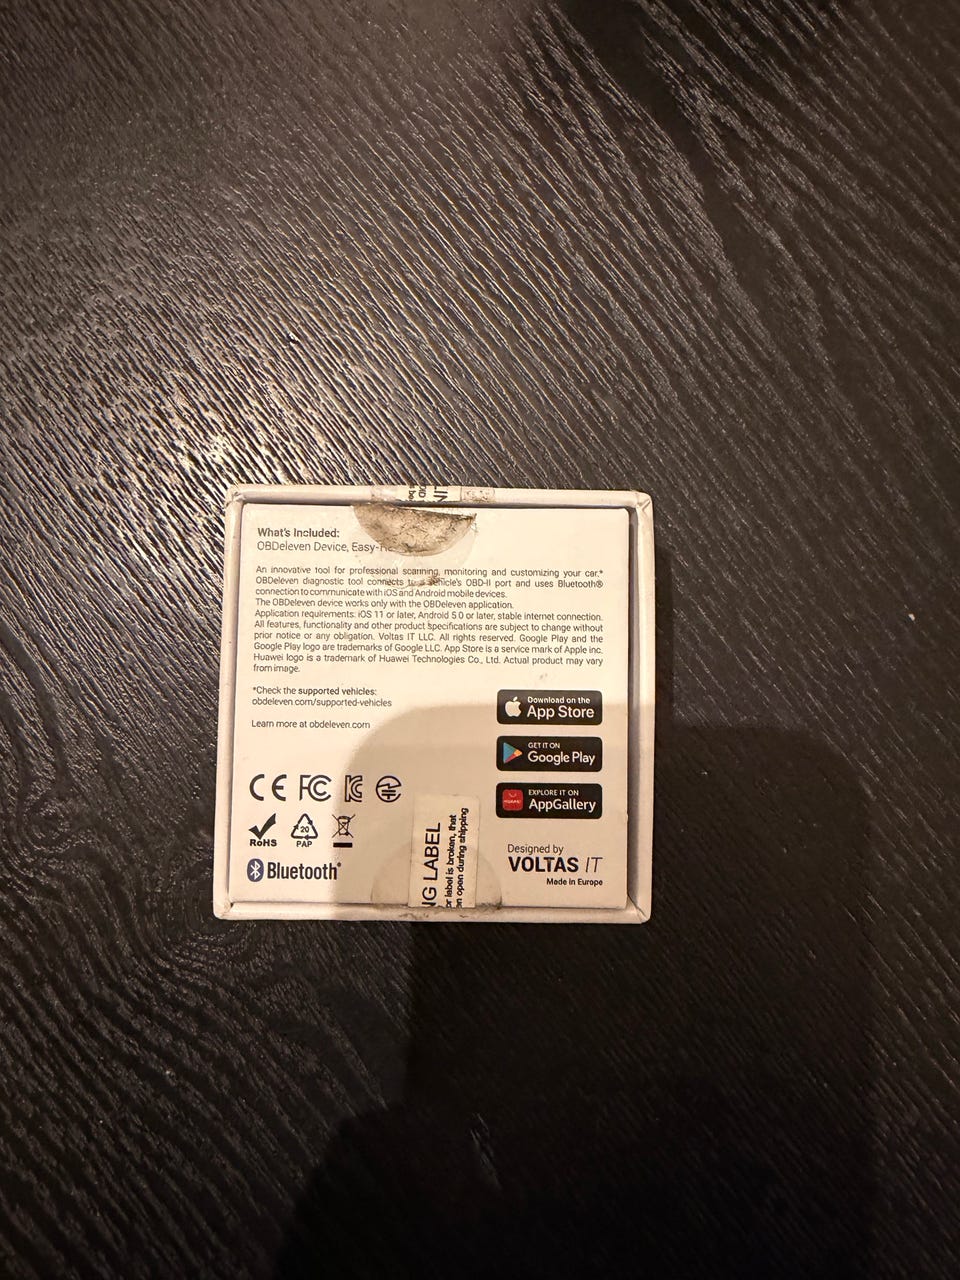 What's Included:
OBDeleven Device, Easy-
An innovative tool for professional scanning, monitoring and customizing your car.*
OBDeleven diagnostic tool connects to a vehicle's OBD-II port and uses Bluetooth®
connection to communicate with iOS and Android mobile devices.
The OBDeleven device works only with the OBDeleven application.
Application requirements: iOS 11 or later, Android 5.0 or later, stable internet connection.
All features, functionality and other product specifications are subject to change without
prior notice or any obligation. Voltas IT LLC. All rights reserved. Google Play and the
Google Play logo are trademarks of Google LLC. App Store is a service mark of Apple inc.
Huawei logo is a trademark of Huawei Technologies Co., Ltd. Actual product may vary
from image.
*Check the supported vehicles:
obdeleven.com/supported-vehicles
Learn more at obdeleven.com
Download on the
App Store
GET IT ON
Google Play
EXPLORE IT ON
AppGallery
HUAWEI
CE FC
RoHS
20
PAP
Bluetooth®
NG LABEL
or label is broken, that
en open during shipping
Designed by
VOLTAS IT
Made in Europe